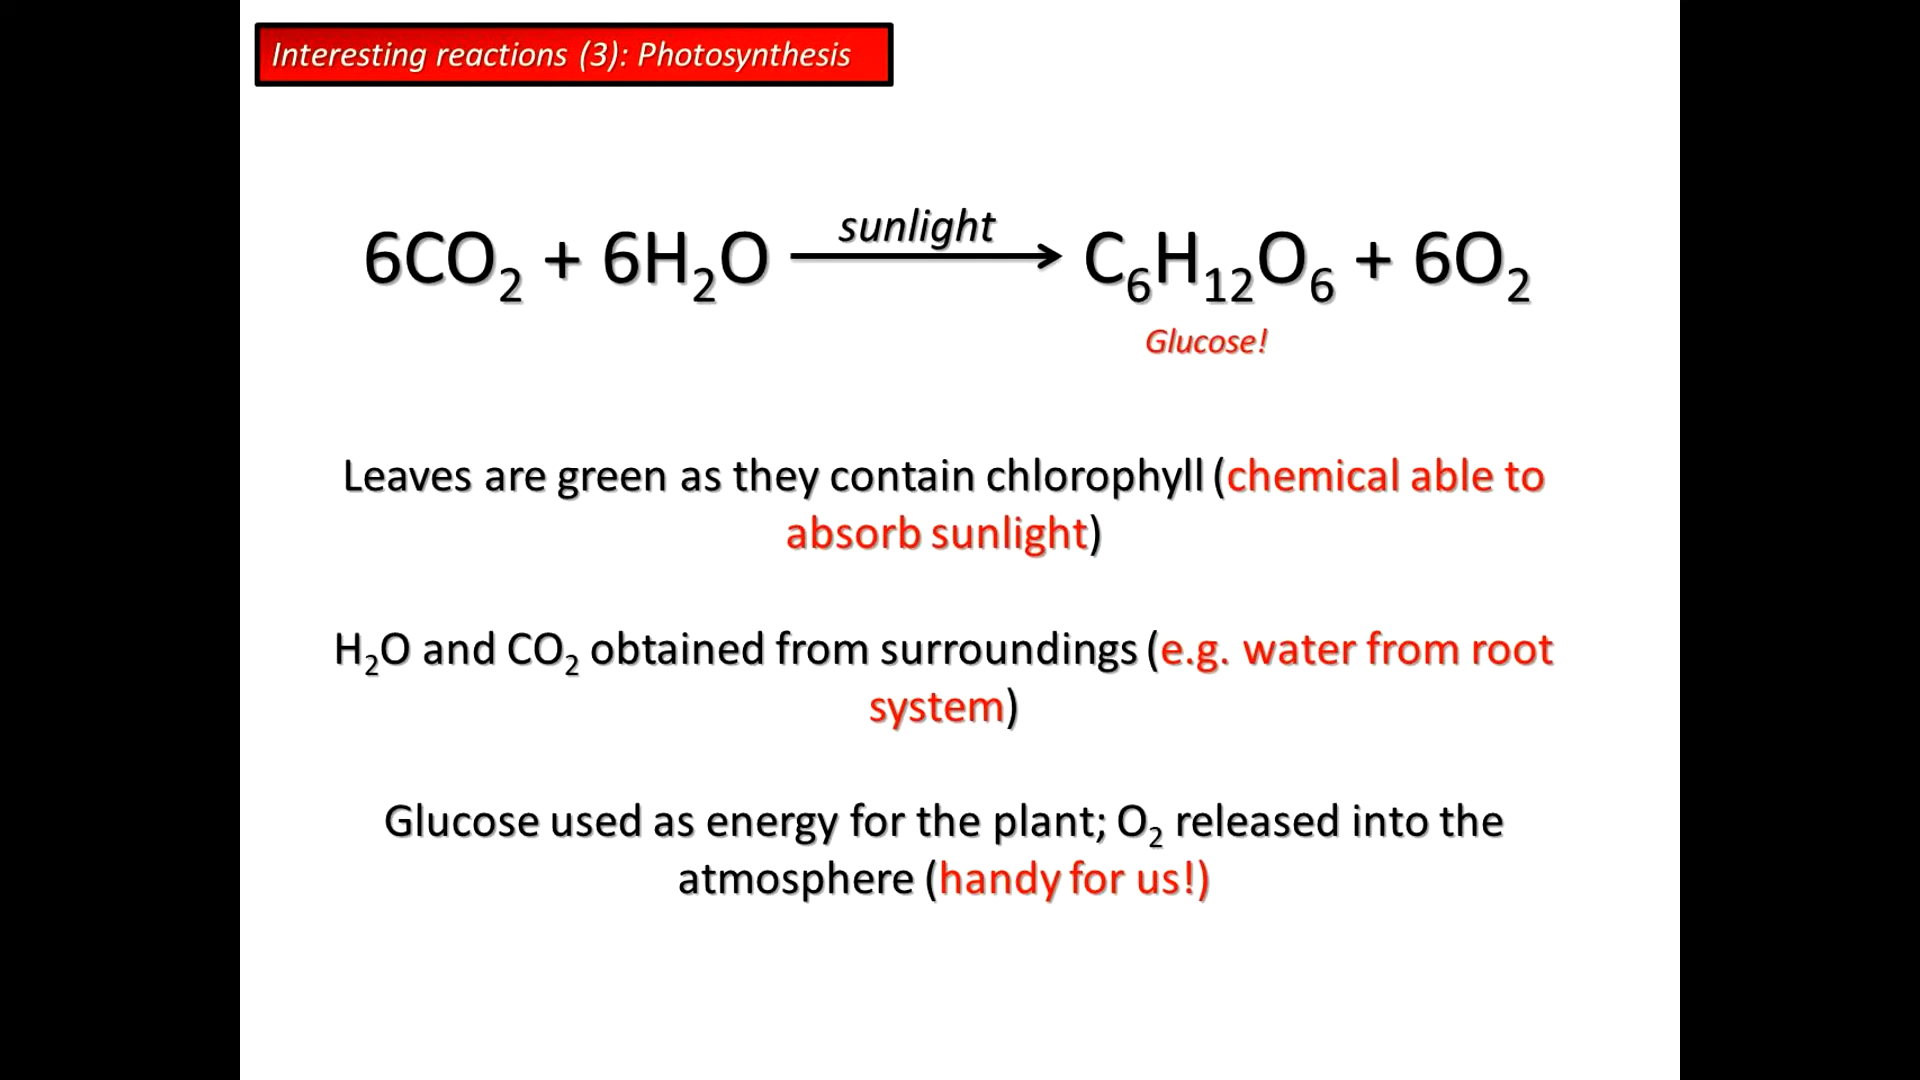 Interesting reactions (3): Photosynthesis
sunlight
6CO₂ + 6H₂O ⟶ C₆H₁₂O₆ + 6O₂
Glucose!
Leaves are green as they contain chlorophyll (chemical able to
absorb sunlight)
H₂O and CO₂ obtained from surroundings (e.g. water from root
system)
Glucose used as energy for the plant; O₂ released into the
atmosphere (handy for us!)